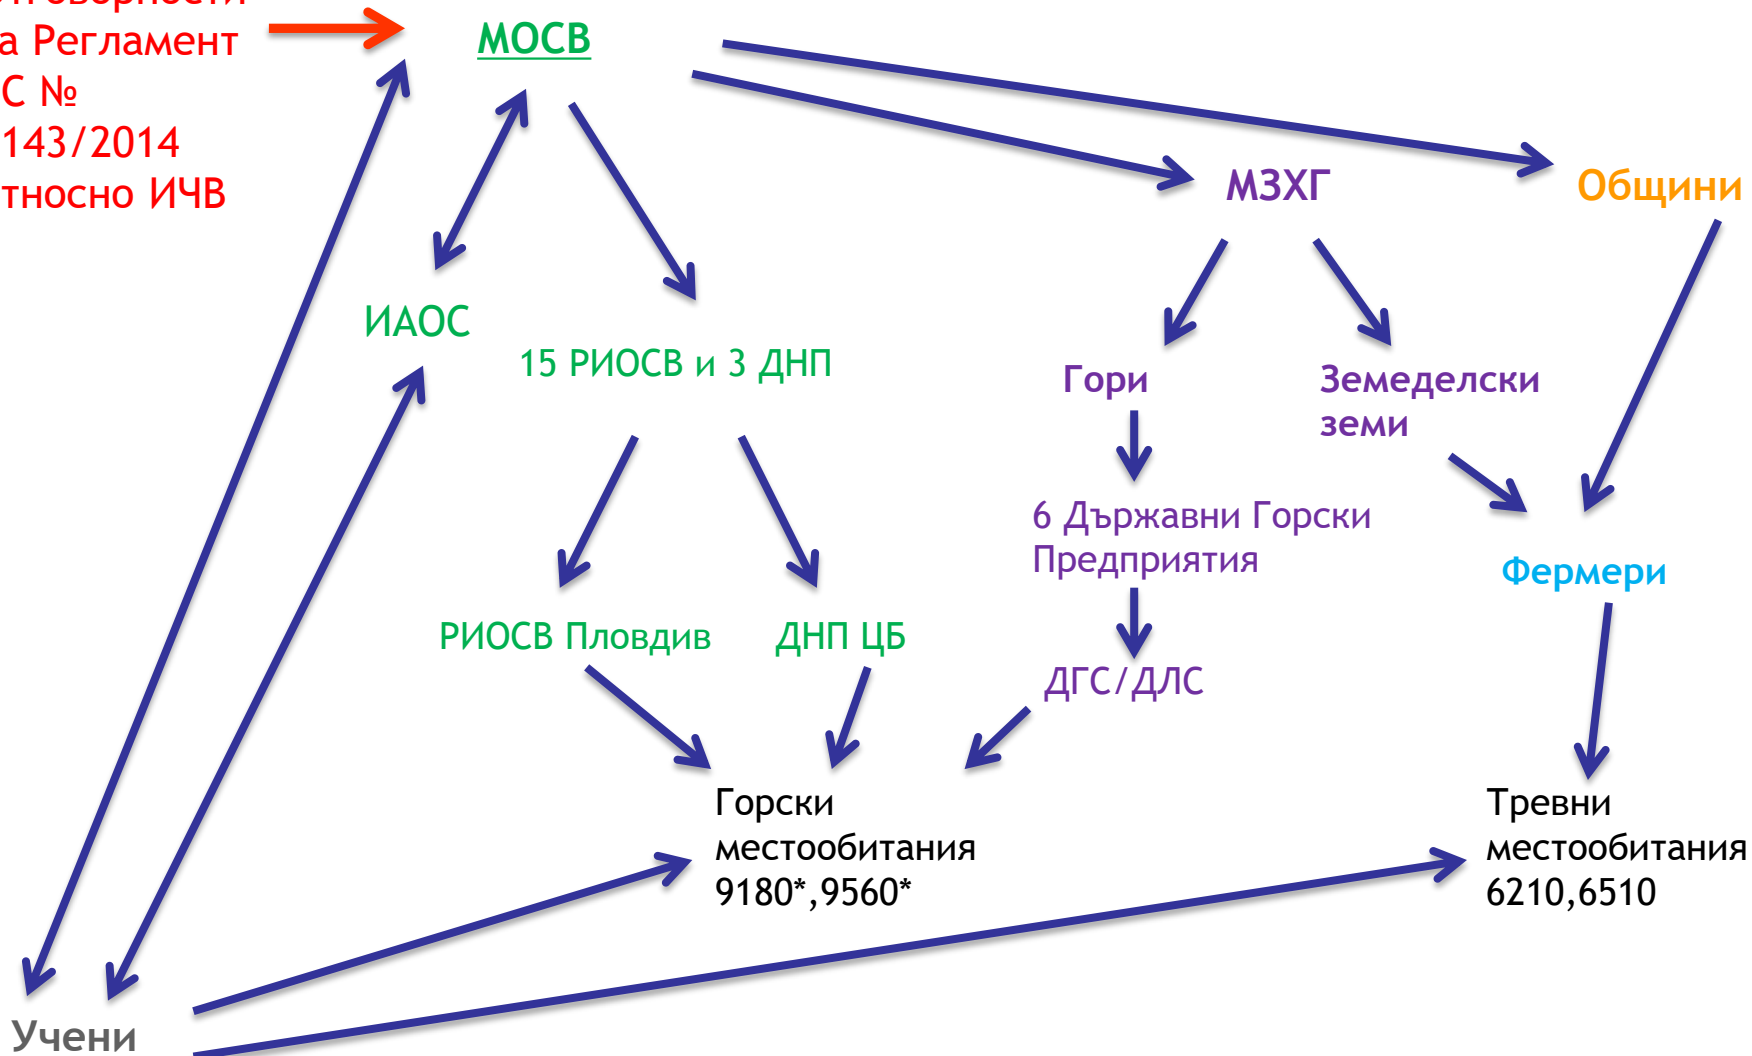 а Регламент
С №
143/2014
тносно ИЧВ
МОСВ
МЗХГ
Общини
ИАОС
15 РИОСВ и 3 ДНП
Гори
Земеделски
земи
6 Държавни Горски
Предприятия
Фермери
РИОСВ Пловдив
ДНП ЦБ
ДГС/ДЛС
Горски
местообитания
9180*,9560*
Тревни
местообитания
6210,6510
Учени